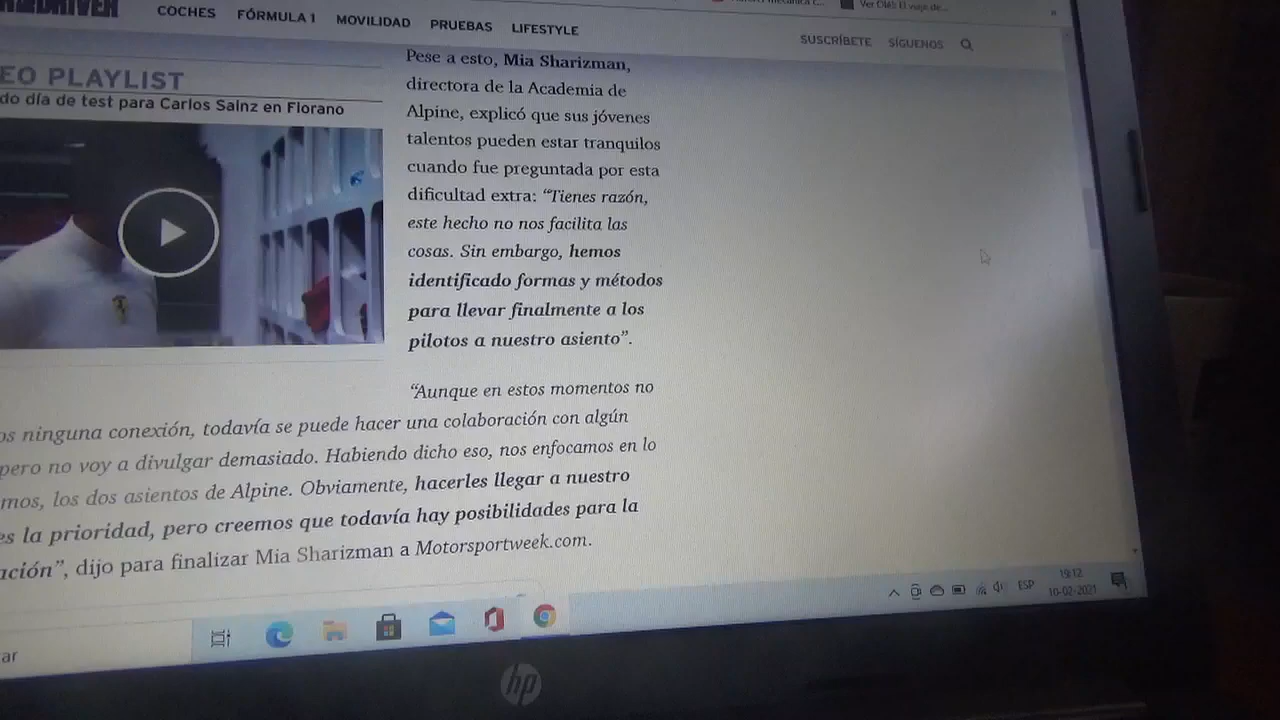 COCHES FÓRMULA 1 MOVILIDAD PRUEBAS LIFESTYLE
SUSCRÍBETE SÍGUENOS
EO PLAYLIST
do día de test para Carlos Sainz en Fiorano
Pese a esto, Mia Sharizman,
directora de la Academia de
Alpine, explicó que sus jóvenes
talentos pueden estar tranquilos
cuando fue preguntada por esta
dificultad extra: “Tienes razón,
este hecho no nos facilita las
cosas. Sin embargo, hemos
identificado formas y métodos
para llevar finalmente a los
pilotos a nuestro asiento”.
“Aunque en estos momentos no
os ninguna conexión, todavía se puede hacer una colaboración con algún
pero no voy a divulgar demasiado. Habiendo dicho eso, nos enfocamos en lo
mos, los dos asientos de Alpine. Obviamente, hacerles llegar a nuestro
es la prioridad, pero creemos que todavía hay posibilidades para la
ación”, dijo para finalizar Mia Sharizman a Motorsportweek.com.
ar
ESP
19:12
10-02-2021
hp